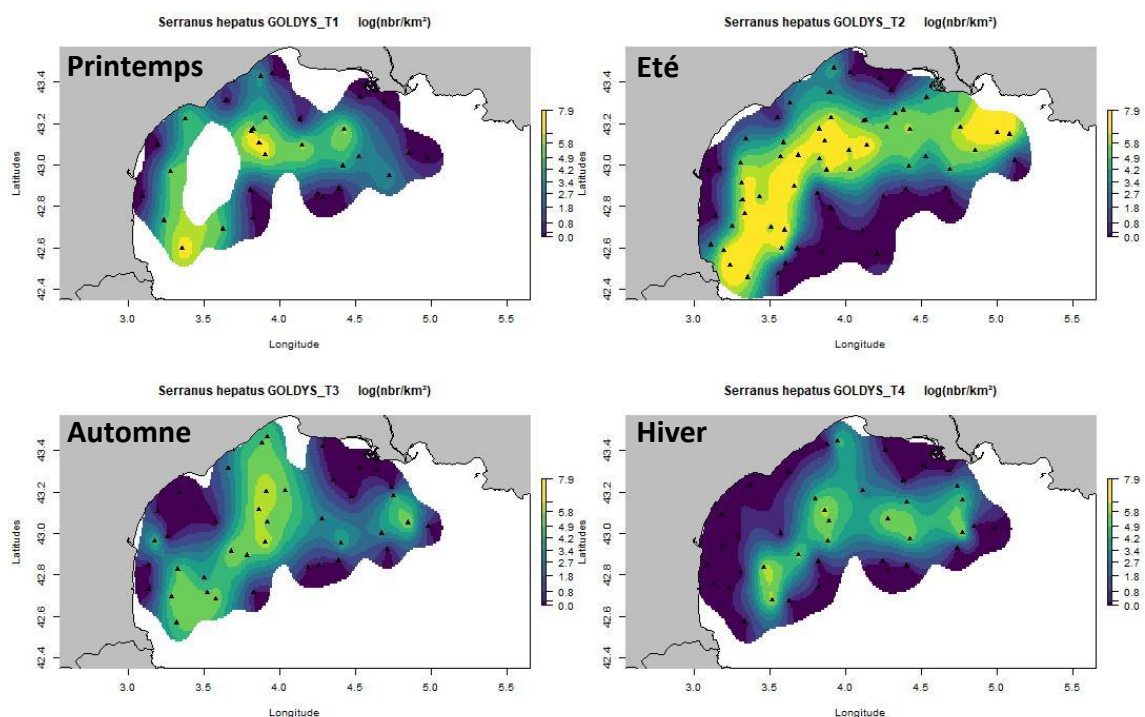 Serranus hepatus GOLDYS_T1 log(nbr/km²)
Printemps
Latitudes
43.4
43.2
43.0
42.8
42.6
42.4
3.0 3.5 4.0 4.5 5.0 5.5
Longitude
7.9
5.8
4.9
4.2
3.4
2.7
1.8
0.0
Serranus hepatus GOLDYS_T2 log(nbr/km²)
Eté
Latitudes
43.4
43.2
43.0
42.8
42.6
42.4
3.0 3.5 4.0 4.5 5.0 5.5
Longitude
7.9
5.8
4.9
4.2
3.4
2.7
1.8
0.0
Serranus hepatus GOLDYS_T3 log(nbr/km²)
Automne
Latitudes
43.4
43.2
43.0
42.8
42.6
42.4
3.0 3.5 4.0 4.5 5.0 5.5
Longitude
7.9
5.8
4.9
4.2
3.4
2.7
1.8
0.0
Serranus hepatus GOLDYS_T4 log(nbr/km²)
Hiver
Latitudes
43.4
43.2
43.0
42.8
42.6
42.4
3.0 3.5 4.0 4.5 5.0 5.5
Longitude
7.9
5.8
4.9
4.2
3.4
2.7
1.8
0.0